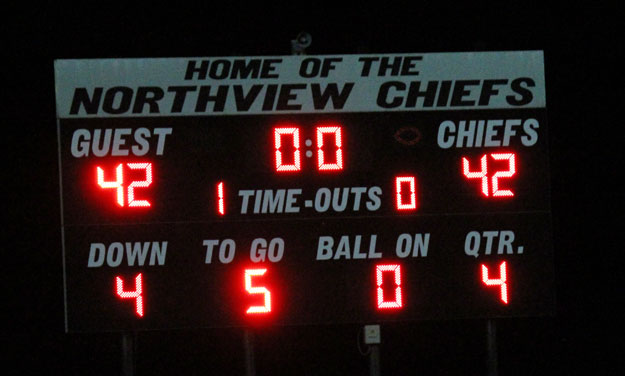 HOME OF THE
NORTHVIEW CHIEFS
GUEST 0:0 CHIEFS
42 1 TIME-OUTS 0 42
DOWN TO GO BALL ON QTR.
4 5 0 4